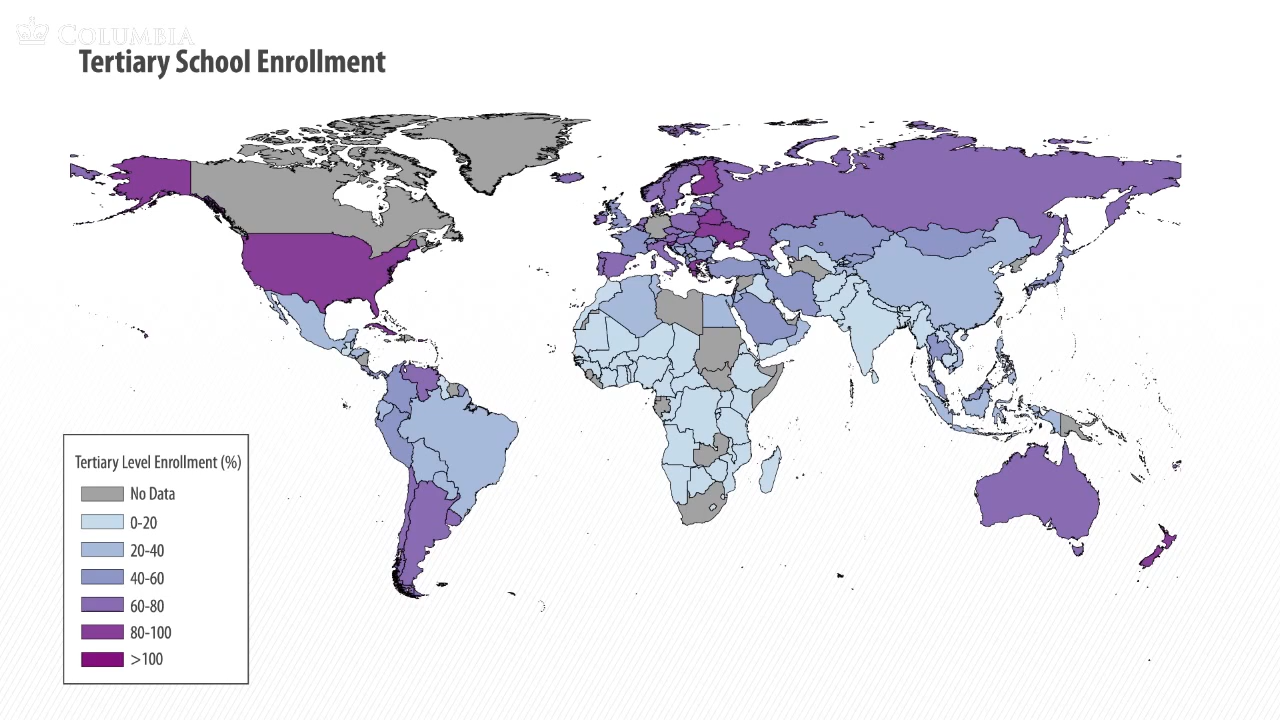 COLUMBIA
Tertiary School Enrollment
Tertiary Level Enrollment (%)
No Data
0-20
20-40
40-60
60-80
80-100
>100